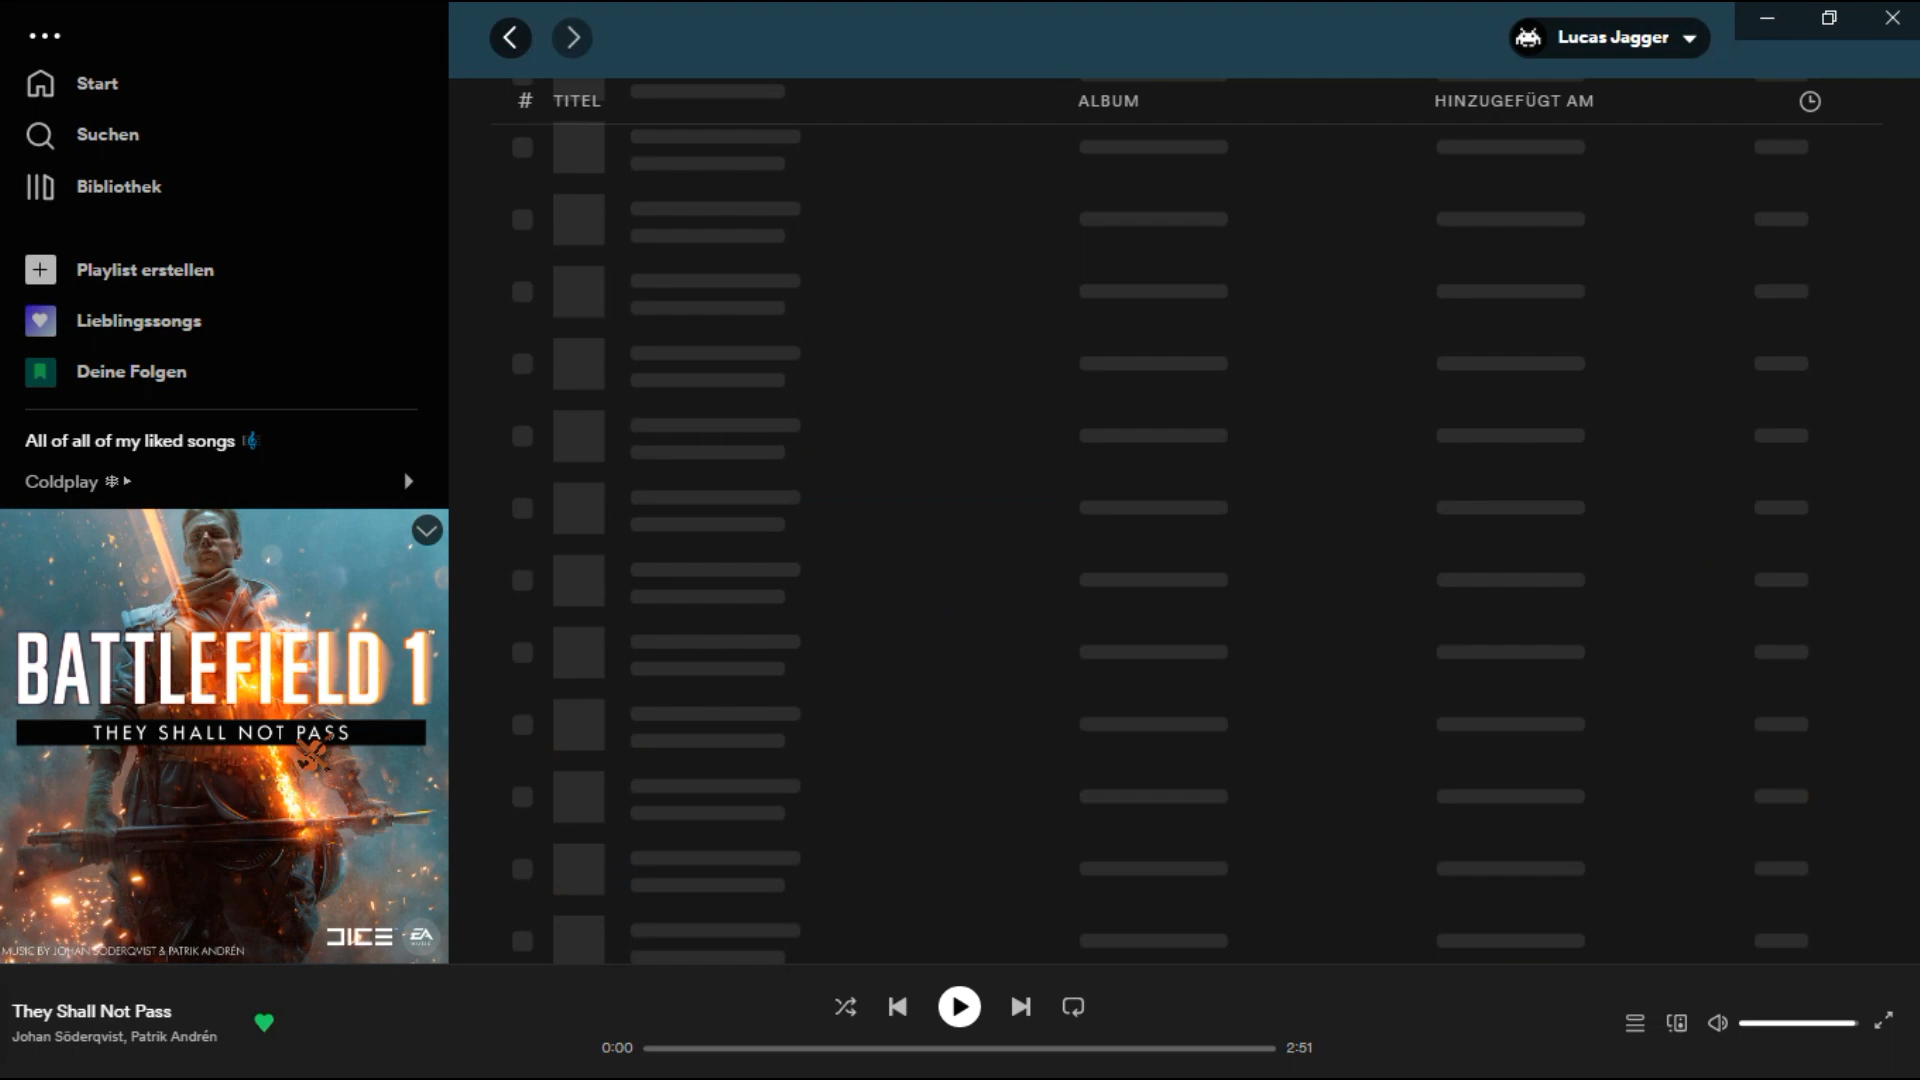 Lucas Jagger
Start
Suchen
Bibliothek
Playlist erstellen
Lieblingssongs
Deine Folgen
All of all of my liked songs
Coldplay
# TITEL ALBUM HINZUGEFÜGT AM
BATTLEFIELD 1™
THEY SHALL NOT PASS
DICE EA
MUSIC BY JOHAN SÖDERQVIST & PATRIK ANDRÉN
They Shall Not Pass
Johan Söderqvist, Patrik Andrén
0:00 2:51